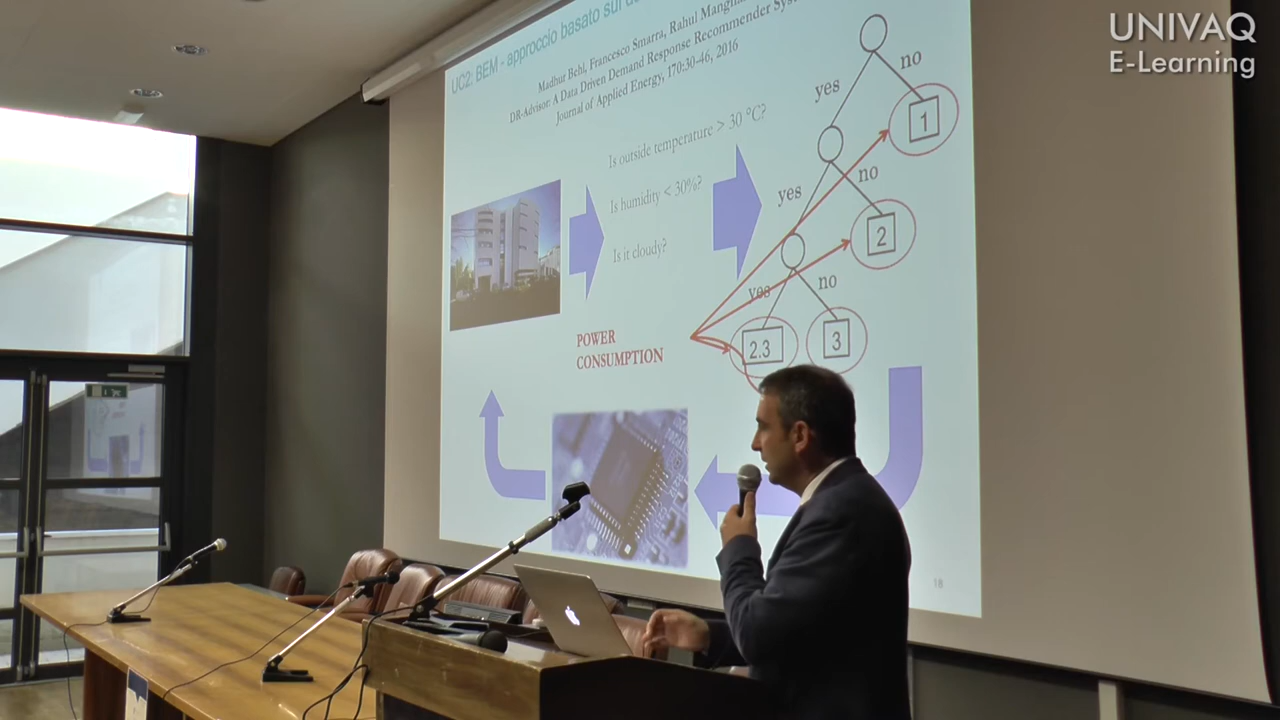 UNIVAQ
E-Learning
UC2: BEM - approccio basato sui
Madhur Behl, Francesco Smarra, Rahul
DR-Advisor: A Data Driven Demand Response Recommender
Journal of Applied Energy, 170:30-46, 2016
Is outside temperature > 30 °C?
Is humidity < 30%?
Is it cloudy?
yes
no
1
yes
no
2
yes
no
2.3
3
POWER
CONSUMPTION
18